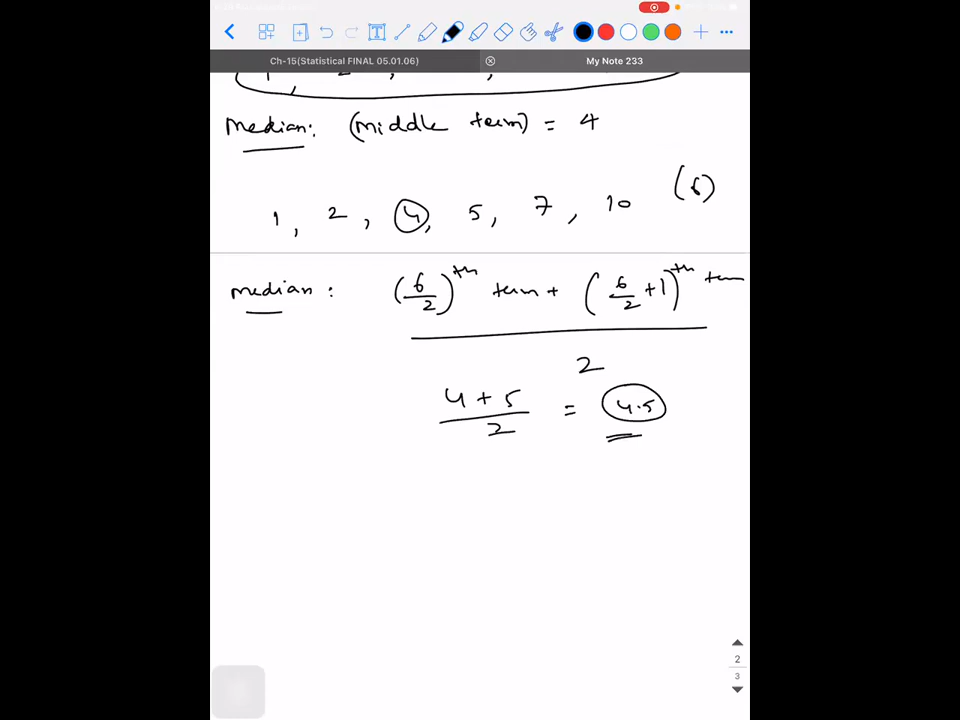 Ch-15(Statistical FINAL 05.01.06)
My Note 233
Median: (middle term) = 4
1, 2, 4, 5, 7, 10 (6)
median: (6/2)^th term + (6/2 + 1)^th term
2
4 + 5 / 2 = 4.5
2
3